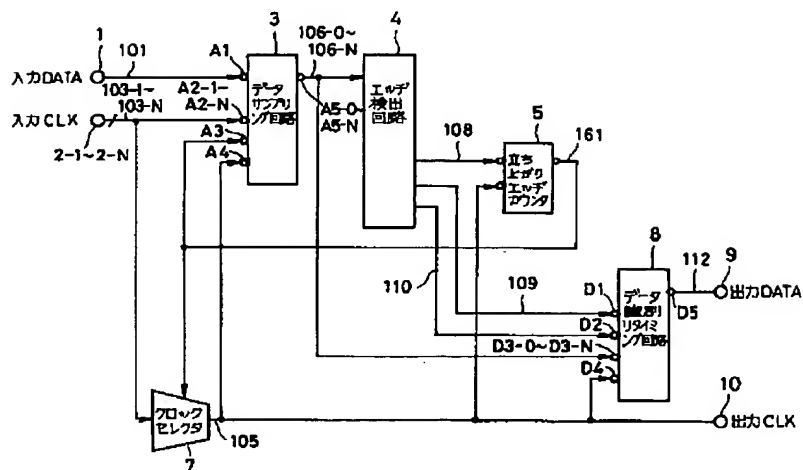 1
101
入力DATA
103-1~
103-N
入力CLK
2-1~2-N
A1
A2-1-
A2-N
A3
A4
3
データ
サンプリ
ング回路
106-0~
106-N
A5-0-
A5-N
4
エッヂ
検出
回路
108
5
161
立ち
上がり
エッヂ
カウンタ
110
109
8
D1
D2
D3-0~D3-N
D4
データ
識別
リタイミ
ング回路
D5
112
9
出力DATA
10
出力CLK
クロック
セレクタ
105
7